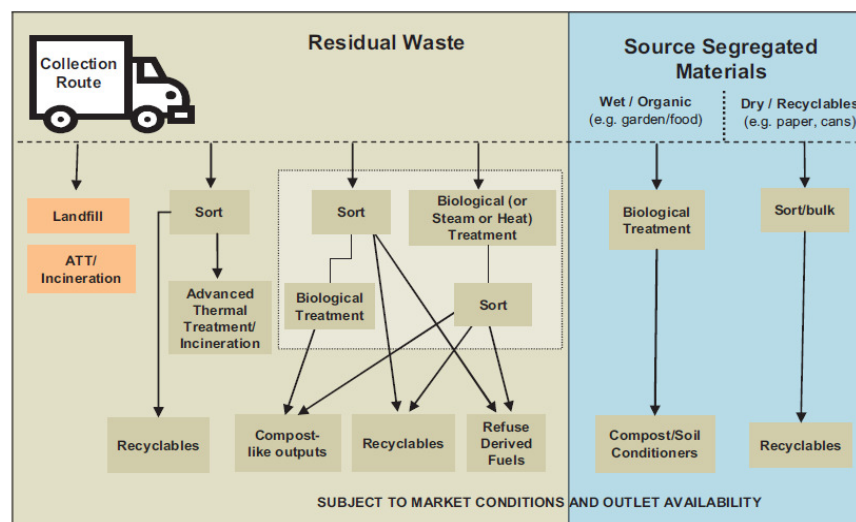 Collection
Route
Residual Waste
Source Segregated
Materials
Wet / Organic
(e.g. garden/food)
Dry / Recyclables
(e.g. paper, cans)
Landfill
ATT/
Incineration
Sort
Advanced
Thermal
Treatment/
Incineration
Sort
Biological
Treatment
Biological (or
Steam or Heat)
Treatment
Sort
Biological
Treatment
Sort/bulk
Recyclables
Compost-
like outputs
Recyclables
Refuse
Derived
Fuels
Compost/Soil
Conditioners
Recyclables
SUBJECT TO MARKET CONDITIONS AND OUTLET AVAILABILITY